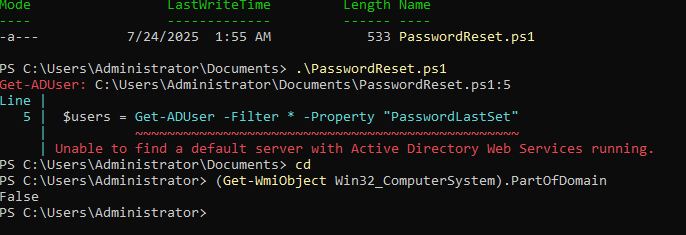 Mode                 LastWriteTime         Length Name
----                 -------------         ------ ----
-a---           7/24/2025  1:55 AM            533 PasswordReset.ps1
PS C:\Users\Administrator\Documents> .\PasswordReset.ps1
Get-ADUser: C:\Users\Administrator\Documents\PasswordReset.ps1:5
Line |
   5 |  $users = Get-ADUser -Filter * -Property "PasswordLastSet"
     |           ~~~~~~~~~~~~~~~~~~~~~~~~~~~~~~~~~~~~~~~~~~~~~~~~
     | Unable to find a default server with Active Directory Web Services running.
PS C:\Users\Administrator\Documents> cd
PS C:\Users\Administrator> (Get-WmiObject Win32_ComputerSystem).PartOfDomain
False
PS C:\Users\Administrator>